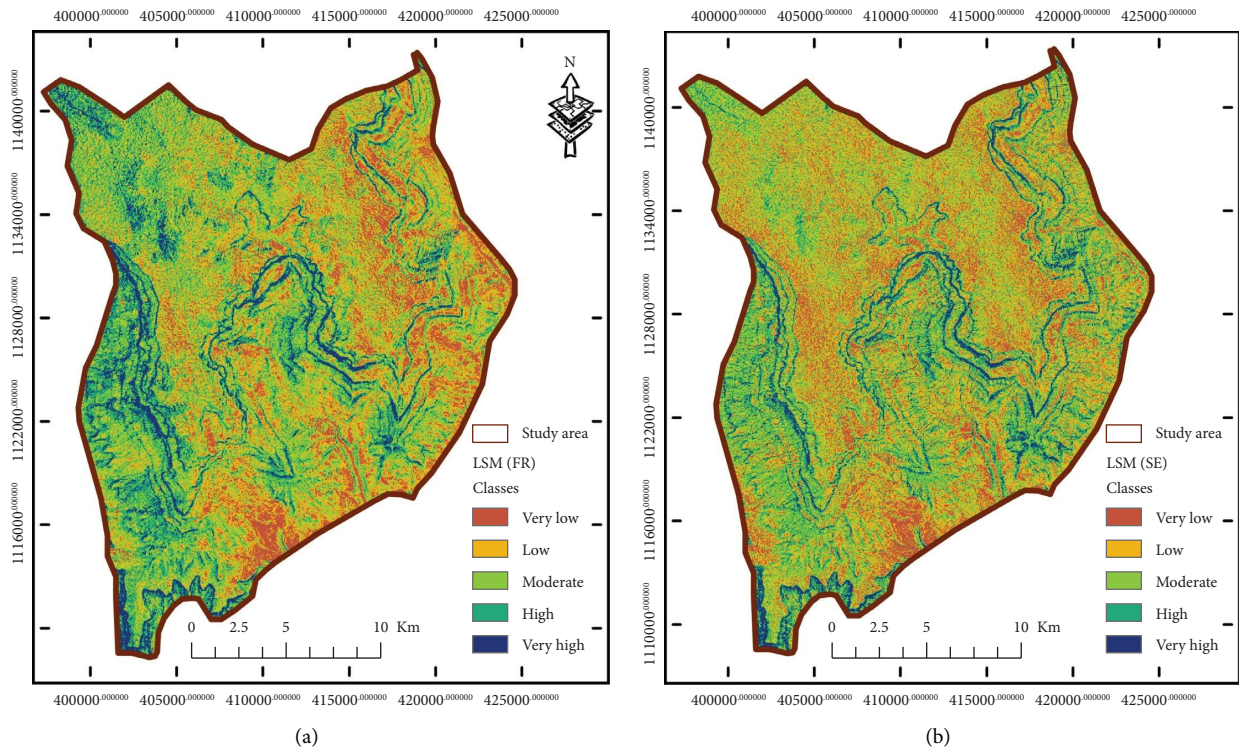 400000.000000 405000.000000 410000.000000 415000.000000 420000.000000 425000.000000
N
1140000.000000
1134000.000000
1128000.000000
1122000.000000
1116000.000000
Study area
LSM (FR)
Classes
Very low
Low
Moderate
High
Very high
0 2.5 5 10 Km
400000.000000 405000.000000 410000.000000 415000.000000 420000.000000 425000.000000
(a)
400000.000000 405000.000000 410000.000000 415000.000000 420000.000000 425000.000000
1140000.000000
1134000.000000
1128000.000000
1122000.000000
1116000.000000
1110000.000000
Study area
LSM (SE)
Classes
Very low
Low
Moderate
High
Very high
0 2.5 5 10 Km
400000.000000 405000.000000 410000.000000 415000.000000 420000.000000 425000.000000
(b)